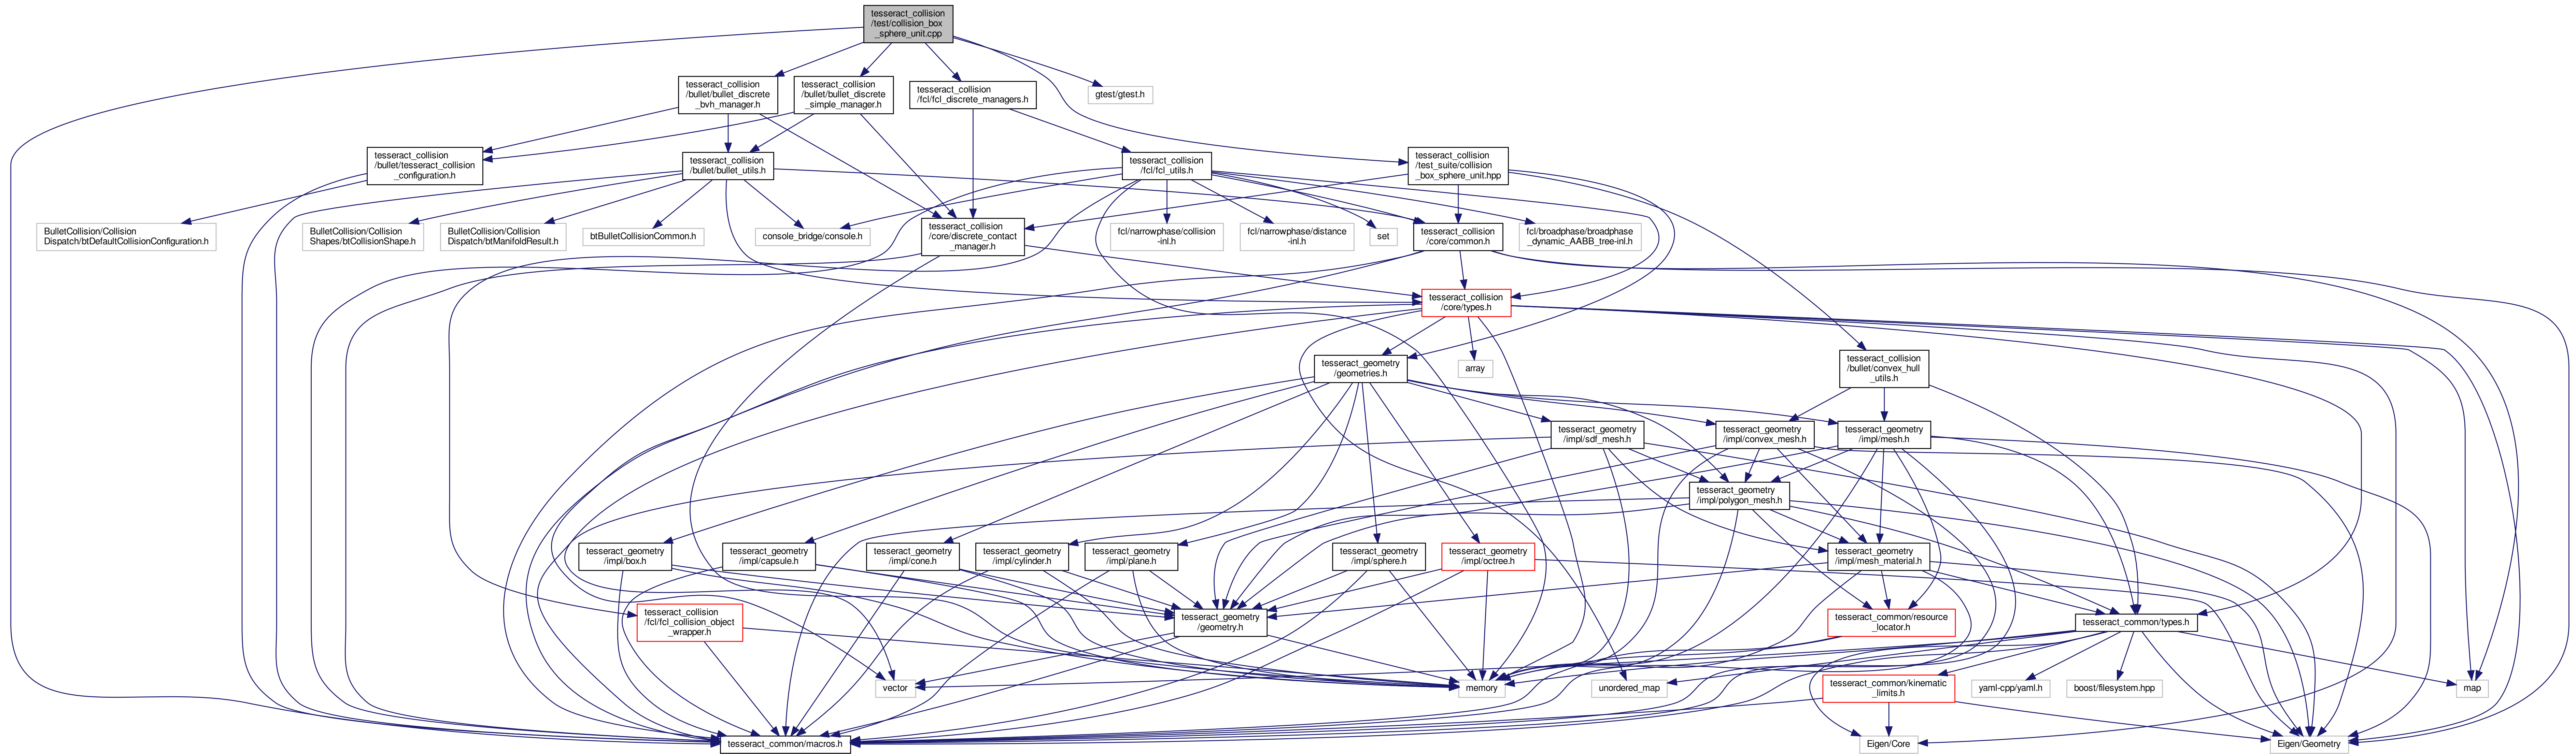 tesseract_collision
/test/collision_box
_sphere_unit.cpp
tesseract_collision
/bullet/bullet_discrete
_bvh_manager.h
tesseract_collision
/bullet/bullet_discrete
_simple_manager.h
tesseract_collision
/fcl/fcl_discrete_managers.h
gtest/gtest.h
tesseract_collision
/bullet/tesseract_collision
_configuration.h
tesseract_collision
/bullet/bullet_utils.h
tesseract_collision
/fcl/fcl_utils.h
tesseract_collision
/test_suite/collision
_box_sphere_unit.hpp
BulletCollision/Collision
Dispatch/btDefaultCollisionConfiguration.h
BulletCollision/Collision
Shapes/btCollisionShape.h
BulletCollision/Collision
Dispatch/btManifoldResult.h
btBulletCollisionCommon.h
console_bridge/console.h
tesseract_collision
/core/discrete_contact
_manager.h
fcl/narrowphase/collision
-inl.h
fcl/narrowphase/distance
-inl.h
set
tesseract_collision
/core/common.h
fcl/broadphase/broadphase
_dynamic_AABB_tree-inl.h
tesseract_collision
/core/types.h
tesseract_geometry
/geometries.h
array
tesseract_collision
/bullet/convex_hull
_utils.h
tesseract_geometry
/impl/sdf_mesh.h
tesseract_geometry
/impl/convex_mesh.h
tesseract_geometry
/impl/mesh.h
tesseract_geometry
/impl/polygon_mesh.h
tesseract_geometry
/impl/box.h
tesseract_geometry
/impl/capsule.h
tesseract_geometry
/impl/cone.h
tesseract_geometry
/impl/cylinder.h
tesseract_geometry
/impl/plane.h
tesseract_geometry
/impl/sphere.h
tesseract_geometry
/impl/octree.h
tesseract_geometry
/impl/mesh_material.h
tesseract_collision
/fcl/fcl_collision_object
_wrapper.h
tesseract_geometry
/geometry.h
tesseract_common/resource
_locator.h
tesseract_common/types.h
vector
memory
unordered_map
tesseract_common/kinematic
_limits.h
yaml-cpp/yaml.h
boost/filesystem.hpp
map
tesseract_common/macros.h
Eigen/Core
Eigen/Geometry